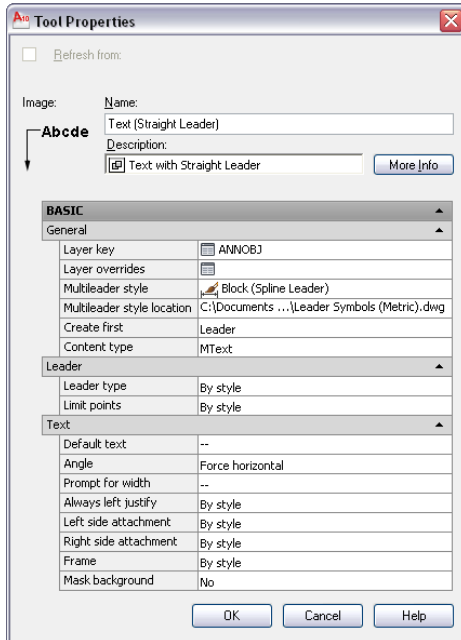 A10 Tool Properties
Refresh from:
Image:
Name:
Text (Straight Leader)
Abcde
Description:
Text with Straight Leader
More Info
BASIC
General
Layer key ANNOBJ
Layer overrides
Multileader style Block (Spline Leader)
Multileader style location C:\Documents ...\Leader Symbols (Metric).dwg
Create first Leader
Content type MText
Leader
Leader type By style
Limit points By style
Text
Default text --
Angle Force horizontal
Prompt for width --
Always left justify By style
Left side attachment By style
Right side attachment By style
Frame By style
Mask background No
OK Cancel Help